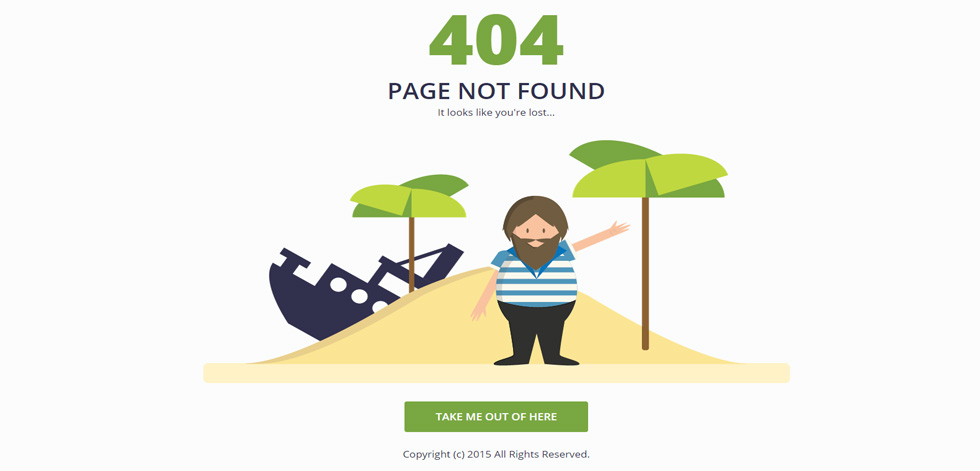 404
PAGE NOT FOUND
It looks like you're lost...
TAKE ME OUT OF HERE
Copyright (c) 2015 All Rights Reserved.